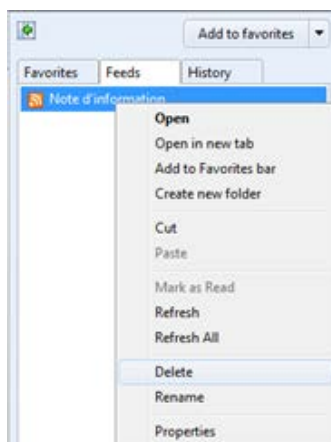 Add to favorites
Favorites Feeds History
Note d'information
Open
Open in new tab
Add to Favorites bar
Create new folder
Cut
Paste
Mark as Read
Refresh
Refresh All
Delete
Rename
Properties